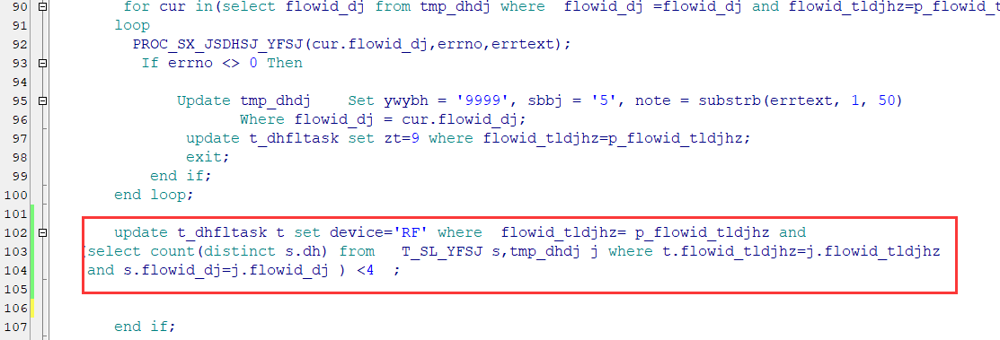 90 for cur in(select flowid_dj from tmp_dhdj where flowid_dj =flowid_dj and flowid_tldjhz=p_flowid_t
91 loop
92 PROC_SX_JSDHSJ_YFSJ(cur.flowid_dj,errno,errtext);
93 If errno <> 0 Then
94
95 Update tmp_dhdj Set ywybh = '9999', sbbj = '5', note = substrb(errtext, 1, 50)
96 Where flowid_dj = cur.flowid_dj;
97 update t_dhfltask set zt=9 where flowid_tldjhz=p_flowid_tldjhz;
98 exit;
99 end if;
100 end loop;
101
102 update t_dhfltask t set device='RF' where flowid_tldjhz= p_flowid_tldjhz and
103 (select count(distinct s.dh) from T_SL_YFSJ s,tmp_dhdj j where t.flowid_tldjhz=j.flowid_tldjhz
104 and s.flowid_dj=j.flowid_dj ) <4 ;
105
106
107 end if;